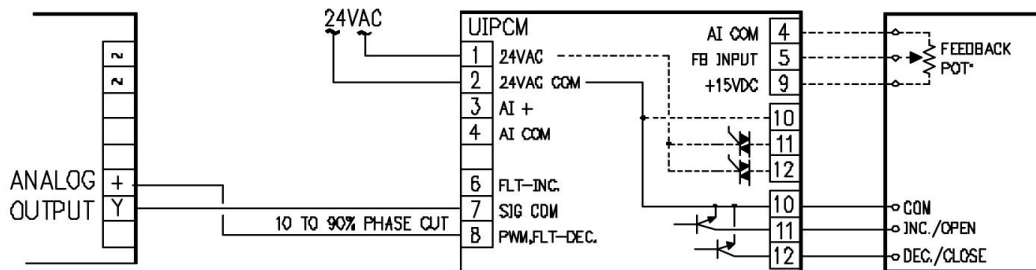 24VAC
~ ~
~
~
ANALOG
OUTPUT
+
Y
10 TO 90% PHASE CUT
UIPCM
1 24VAC
2 24VAC COM
3 AI +
4 AI COM
6 FLT-INC.
7 SIG COM
8 PWM,FLT-DEC.
AI COM 4
FB INPUT 5
+15VDC 9
10
11
12
10
11
12
FEEDBACK
POT"
COM
INC./OPEN
DEC./CLOSE